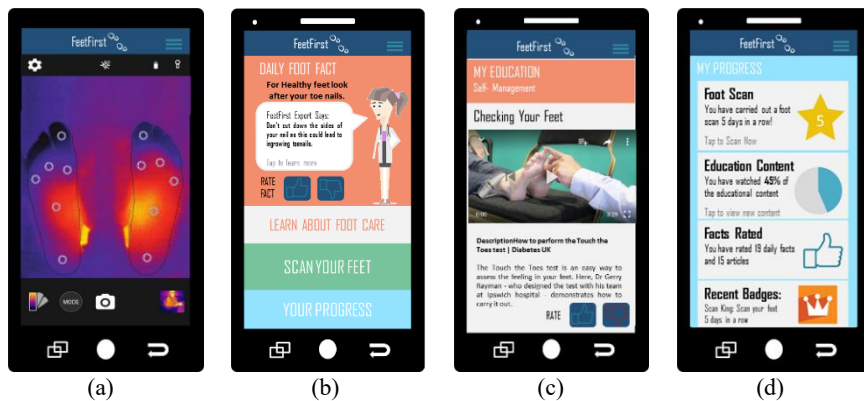 FeetFirst
MODE
(a)
FeetFirst
DAILY FOOT FACT
For Healthy feet look
after your toe nails.
FootFirst Expert Says:
Don't cut down the sides of
your nail as this could lead to
ingrowing toenails.
Tap to learn more
RATE
FACT
LEARN ABOUT FOOT CARE
SCAN YOUR FEET
YOUR PROGRESS
(b)
FeetFirst
MY EDUCATION
Self- Management
Checking Your Feet
0:00
DescriptionHow to perform the Touch the
Toes test | Diabetes UK
The Touch the Toes test is an easy way to
assess the feeling in your feet. Here, Dr Gerry
Rayman - who designed the test with his team
at Ipswich hospital - demonstrates how to
carry it out.
RATE
(c)
FeetFirst
MY PROGRESS
Foot Scan
You have carried out a foot
scan 5 days in a row!
5
Tap to Scan Now
Education Content
You have watched 45% of
the educational content
Tap to view new content
Facts Rated
You have rated 19 daily facts
and 15 articles
Recent Badges:
Scan King: Scan your feet
5 days in a row
(d)